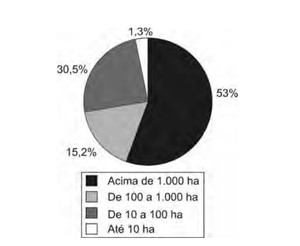 1,3%
30,5%
53%
15,2%
Acima de 1.000 ha
De 100 a 1.000 ha
De 10 a 100 ha
Até 10 ha